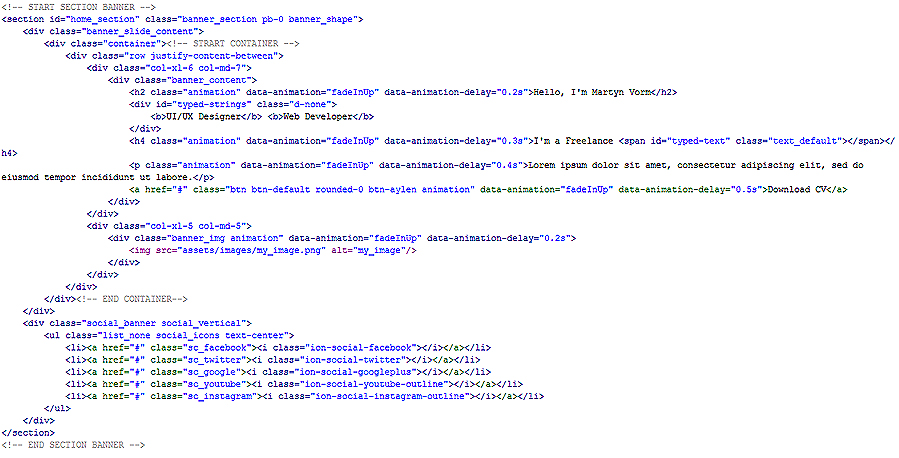 <!-- START SECTION BANNER -->
<section id="home_section" class="banner_section pb-0 banner_shape">
    <div class="banner_slide_content">
        <div class="container"><!-- STRART CONTAINER -->
            <div class="row justify-content-between">
                <div class="col-xl-6 col-md-7">
                    <div class="banner_content">
                        <h2 class="animation" data-animation="fadeInUp" data-animation-delay="0.2s">Hello, I'm Martyn Vorm</h2>
                        <div id="typed-strings" class="d-none">
                            <b>UI/UX Designer</b> <b>Web Developer</b>
                        </div>
                        <h4 class="animation" data-animation="fadeInUp" data-animation-delay="0.3s">I'm a Freelance <span id="typed-text" class="text_default"></span></
h4>
                        <p class="animation" data-animation="fadeInUp" data-animation-delay="0.4s">Lorem ipsum dolor sit amet, consectetur adipiscing elit, sed do
eiusmod tempor incididunt ut labore.</p>
                        <a href="#" class="btn btn-default rounded-0 btn-aylen animation" data-animation="fadeInUp" data-animation-delay="0.5s">Download CV</a>
                    </div>
                </div>
                <div class="col-xl-5 col-md-5">
                    <div class="banner_img animation" data-animation="fadeInUp" data-animation-delay="0.2s">
                        <img src="assets/images/my_image.png" alt="my_image"/>
                    </div>
                </div>
            </div>
        </div><!-- END CONTAINER-->
    </div>
    <div class="social_banner social_vertical">
        <ul class="list_none social_icons text-center">
            <li><a href="#" class="sc_facebook"><i class="ion-social-facebook"></i></a></li>
            <li><a href="#" class="sc_twitter"><i class="ion-social-twitter"></i></a></li>
            <li><a href="#" class="sc_google"><i class="ion-social-googleplus"></i></a></li>
            <li><a href="#" class="sc_youtube"><i class="ion-social-youtube-outline"></i></a></li>
            <li><a href="#" class="sc_instagram"><i class="ion-social-instagram-outline"></i></a></li>
        </ul>
    </div>
</section>
<!-- END SECTION BANNER -->